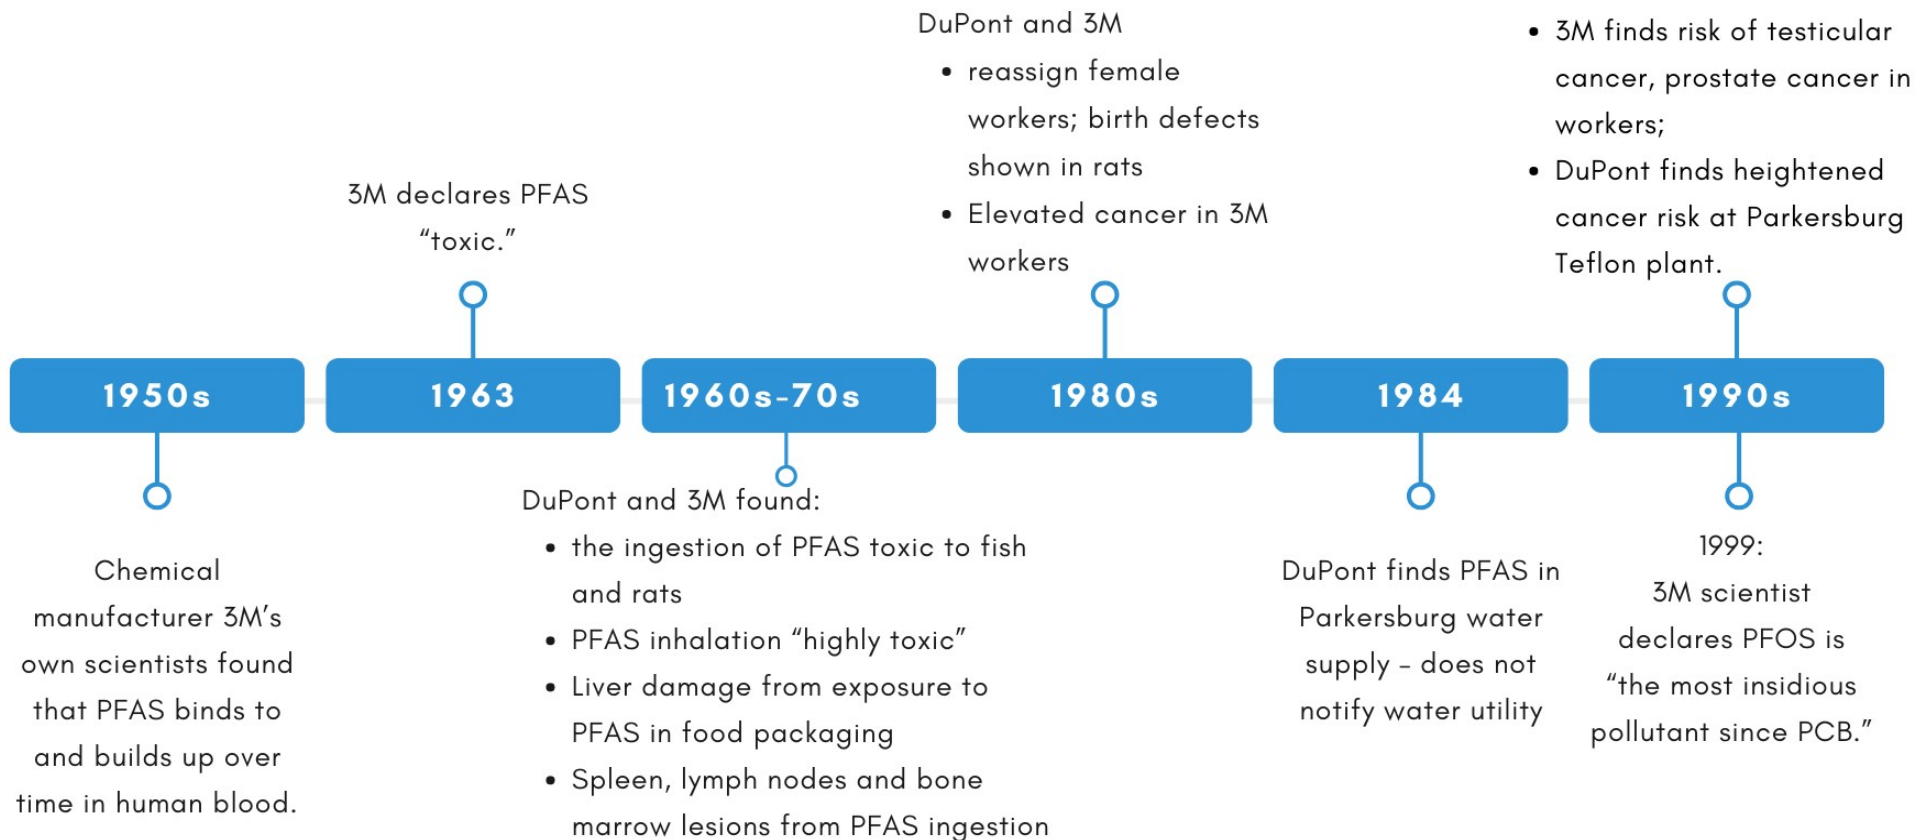 1950s
Chemical
manufacturer 3M's
own scientists found
that PFAS binds to
and builds up over
time in human blood.
3M declares PFAS
“toxic.”
1963
1960s-70s
DuPont and 3M found:
• the ingestion of PFAS toxic to fish
and rats
• PFAS inhalation “highly toxic”
• Liver damage from exposure to
PFAS in food packaging
• Spleen, lymph nodes and bone
marrow lesions from PFAS ingestion
DuPont and 3M
• reassign female
workers; birth defects
shown in rats
• Elevated cancer in 3M
workers
1980s
1984
DuPont finds PFAS in
Parkersburg water
supply - does not
notify water utility
• 3M finds risk of testicular
cancer, prostate cancer in
workers;
• DuPont finds heightened
cancer risk at Parkersburg
Teflon plant.
1990s
1999:
3M scientist
declares PFOS is
“the most insidious
pollutant since PCB.”